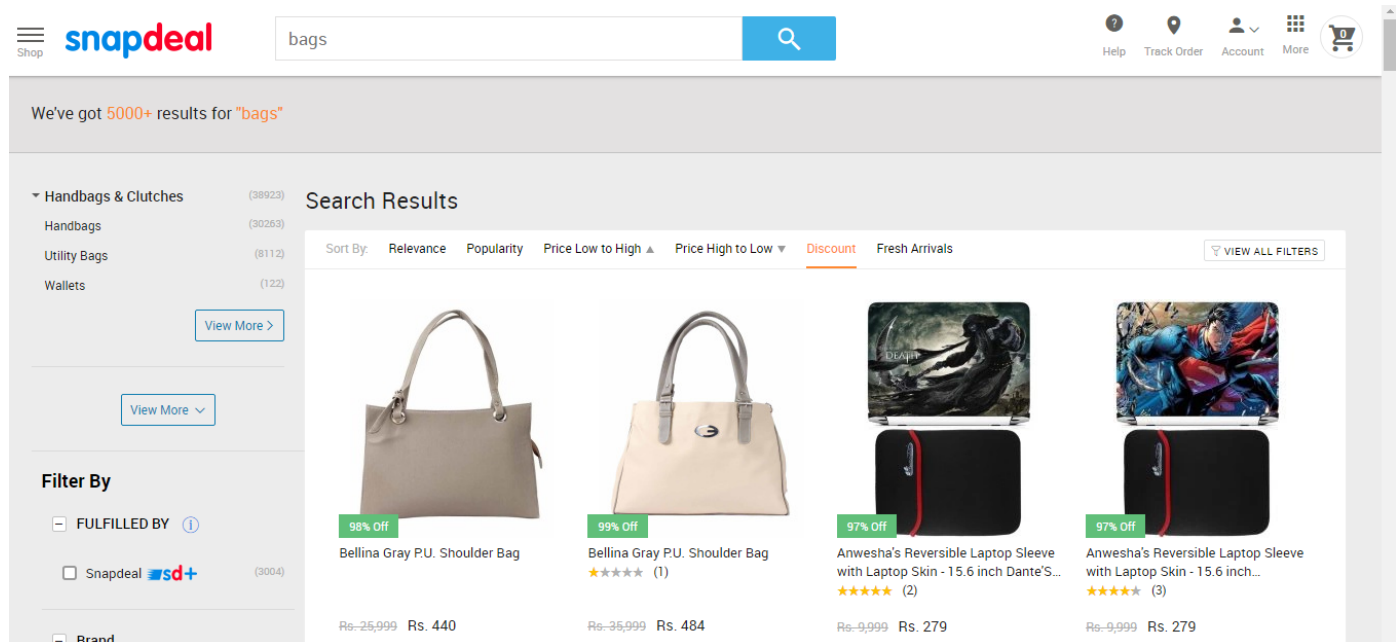 Shop
snapdeal
bags
Help
Track Order
Account
More
0
We've got 5000+ results for "bags"
Handbags & Clutches (38923)
Handbags (30263)
Utility Bags (8112)
Wallets (122)
View More >
View More
Filter By
FULFILLED BY
Snapdeal sd+ (3004)
Brand
Search Results
Sort By: Relevance Popularity Price Low to High ▲ Price High to Low ▼ Discount Fresh Arrivals
VIEW ALL FILTERS
98% Off
Bellina Gray P.U. Shoulder Bag
Rs. 25,999 Rs. 440
99% Off
Bellina Gray P.U. Shoulder Bag
(1)
Rs. 35,999 Rs. 484
DEATH
97% Off
Anwesha's Reversible Laptop Sleeve
with Laptop Skin - 15.6 inch Dante'S...
(2)
Rs. 9,999 Rs. 279
97% Off
Anwesha's Reversible Laptop Sleeve
with Laptop Skin - 15.6 inch...
(3)
Rs. 9,999 Rs. 279